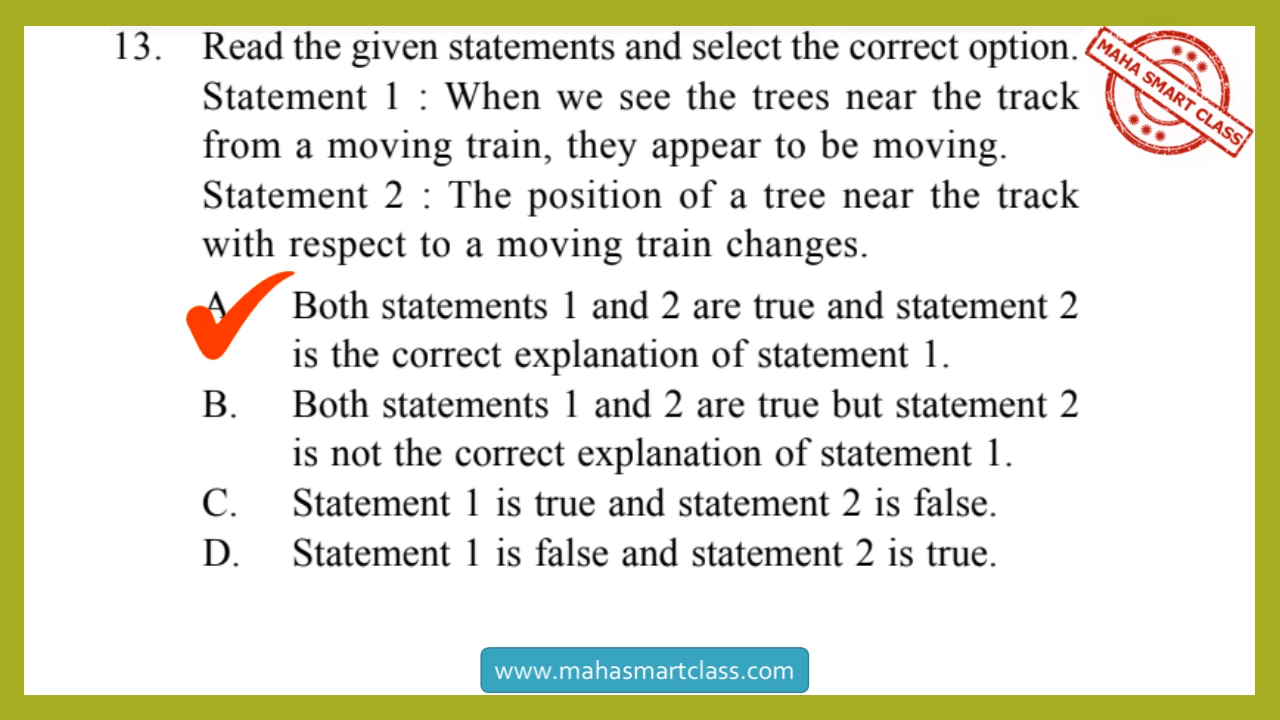 13. Read the given statements and select the correct option.
Statement 1 : When we see the trees near the track
from a moving train, they appear to be moving.
Statement 2 : The position of a tree near the track
with respect to a moving train changes.
A. Both statements 1 and 2 are true and statement 2
is the correct explanation of statement 1.
B. Both statements 1 and 2 are true but statement 2
is not the correct explanation of statement 1.
C. Statement 1 is true and statement 2 is false.
D. Statement 1 is false and statement 2 is true.
MAHA SMART CLASS
www.mahasmartclass.com